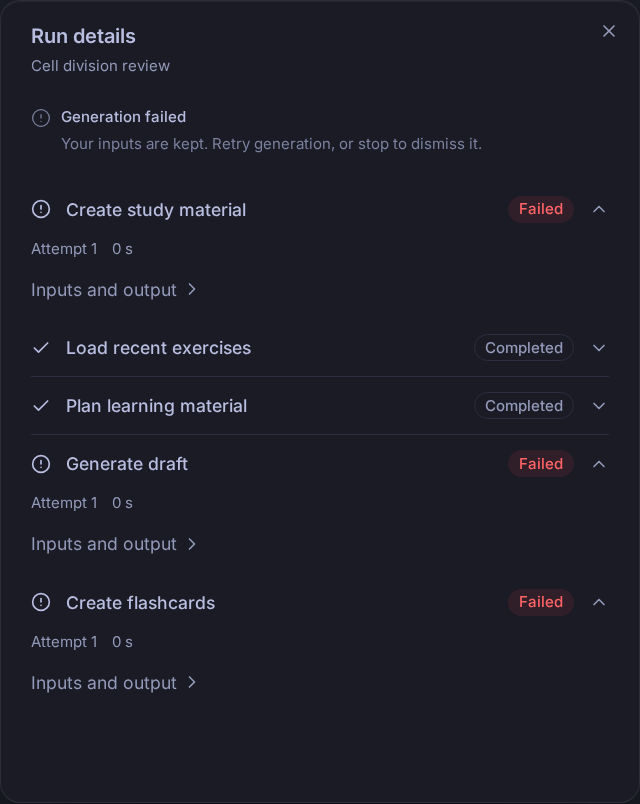 Run details
Cell division review
Generation failed
Your inputs are kept. Retry generation, or stop to dismiss it.
Create study material Failed
Attempt 1 0 s
Inputs and output
Load recent exercises Completed
Plan learning material Completed
Generate draft Failed
Attempt 1 0 s
Inputs and output
Create flashcards Failed
Attempt 1 0 s
Inputs and output